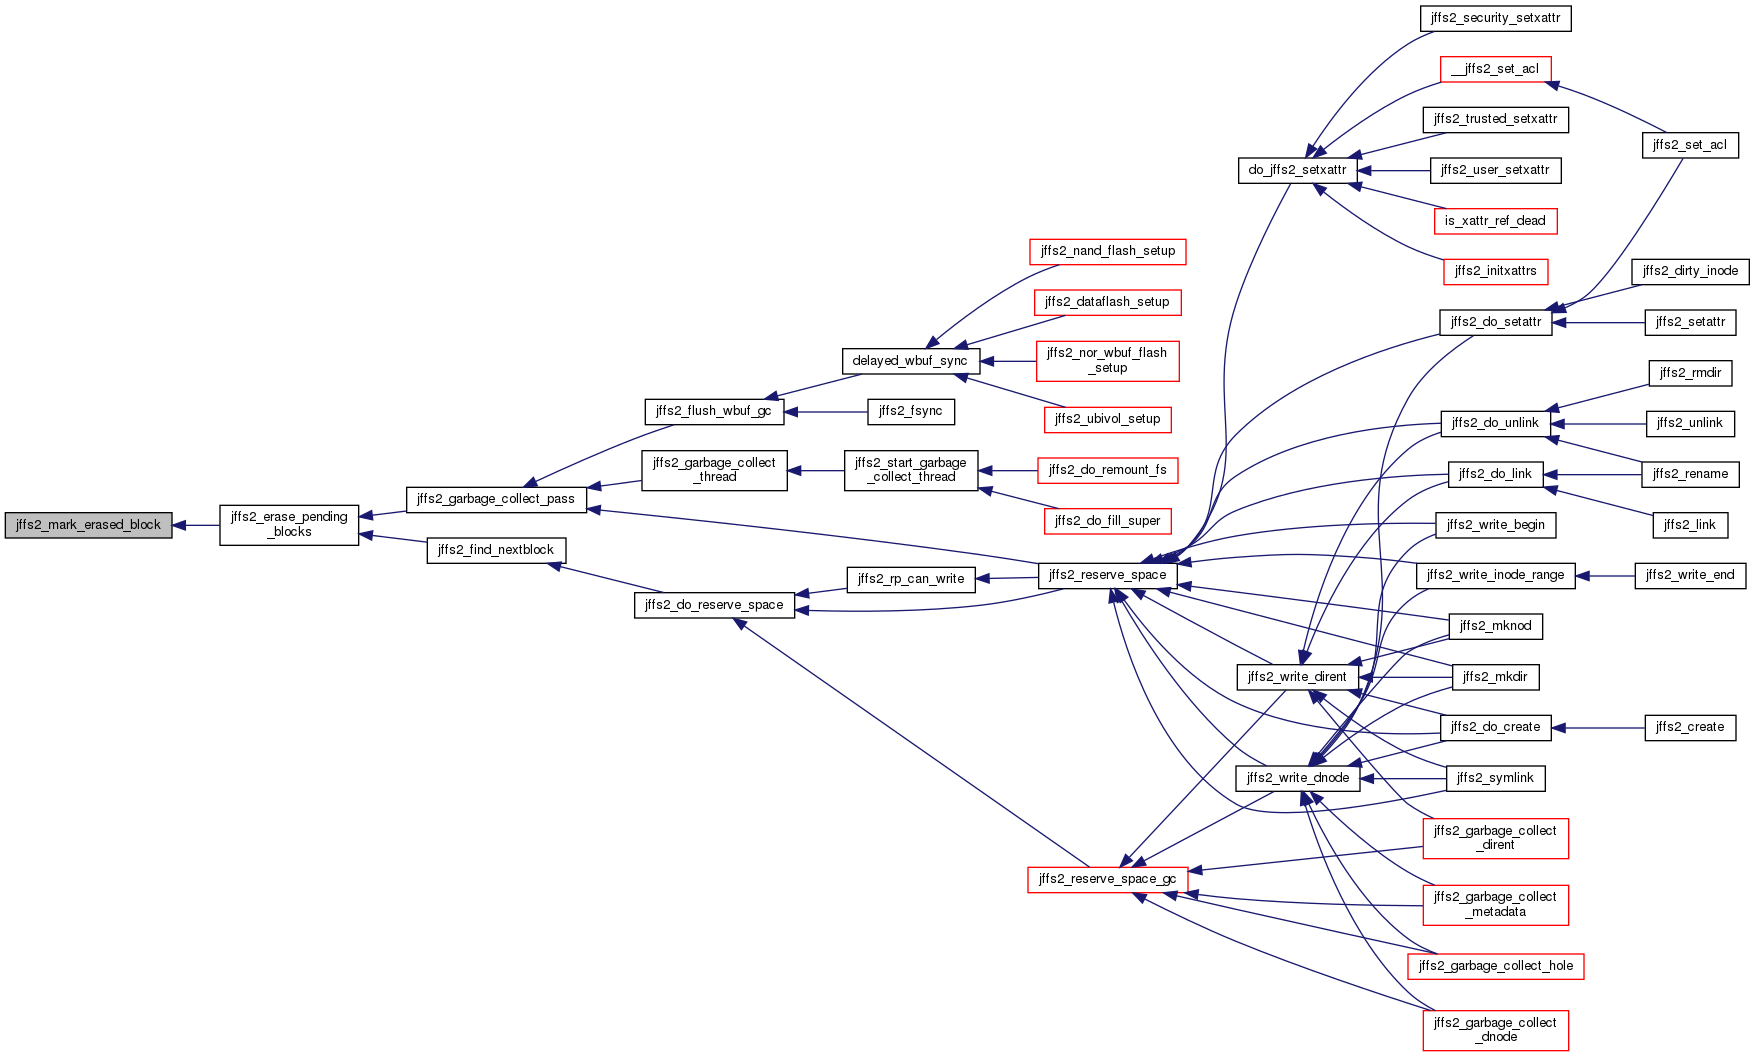 jffs2_security_setxattr
__jffs2_set_acl
jffs2_trusted_setxattr
jffs2_set_acl
do_jffs2_setxattr
jffs2_user_setxattr
is_xattr_ref_dead
jffs2_nand_flash_setup
jffs2_initxattrs
jffs2_dirty_inode
jffs2_dataflash_setup
jffs2_do_setattr
jffs2_setattr
delayed_wbuf_sync
jffs2_nor_wbuf_flash
_setup
jffs2_rmdir
jffs2_flush_wbuf_gc
jffs2_fsync
jffs2_ubivol_setup
jffs2_do_unlink
jffs2_unlink
jffs2_garbage_collect
_thread
jffs2_start_garbage
_collect_thread
jffs2_do_remount_fs
jffs2_do_link
jffs2_rename
jffs2_garbage_collect_pass
jffs2_mark_erased_block
jffs2_erase_pending
_blocks
jffs2_do_fill_super
jffs2_write_begin
jffs2_link
jffs2_find_nextblock
jffs2_rp_can_write
jffs2_reserve_space
jffs2_write_inode_range
jffs2_write_end
jffs2_do_reserve_space
jffs2_mknod
jffs2_write_dirent
jffs2_mkdir
jffs2_do_create
jffs2_create
jffs2_write_dnode
jffs2_symlink
jffs2_garbage_collect
_dirent
jffs2_reserve_space_gc
jffs2_garbage_collect
_metadata
jffs2_garbage_collect_hole
jffs2_garbage_collect
_dnode